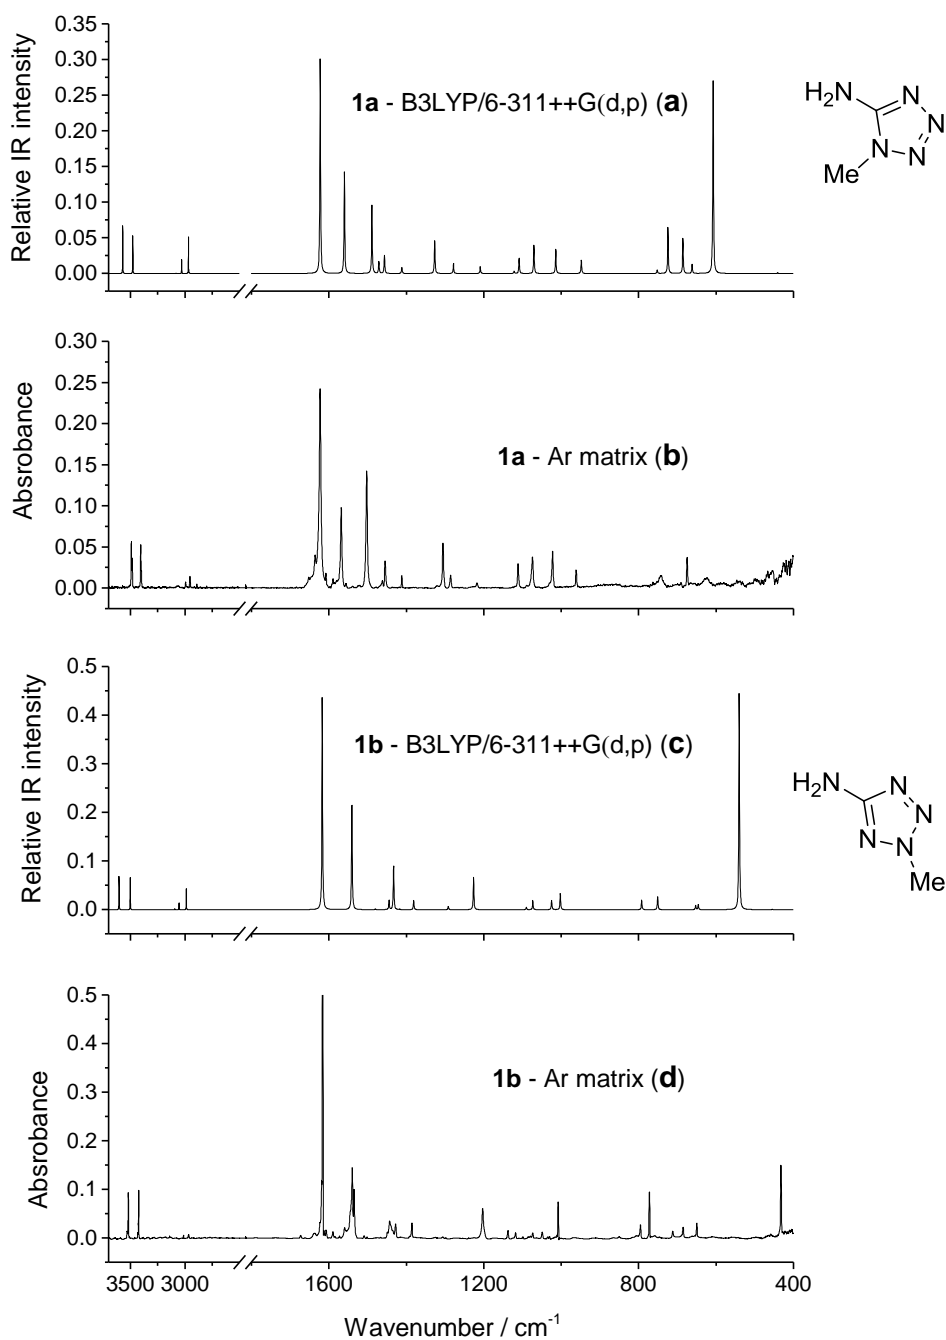 0.35
0.30
0.25
0.20
0.15
0.10
0.05
0.00
Relative IR intensity
1a - B3LYP/6-311++G(d,p) (a)
H2N
N
N
N
N
Me
0.30
0.25
0.20
0.15
0.10
0.05
0.00
Absrobance
1a - Ar matrix (b)
0.5
0.4
0.3
0.2
0.1
0.0
Relative IR intensity
1b - B3LYP/6-311++G(d,p) (c)
H2N
N
N
N
N
Me
0.5
0.4
0.3
0.2
0.1
0.0
Absrobance
1b - Ar matrix (d)
3500 3000 1600 1200 800 400
Wavenumber / cm-1